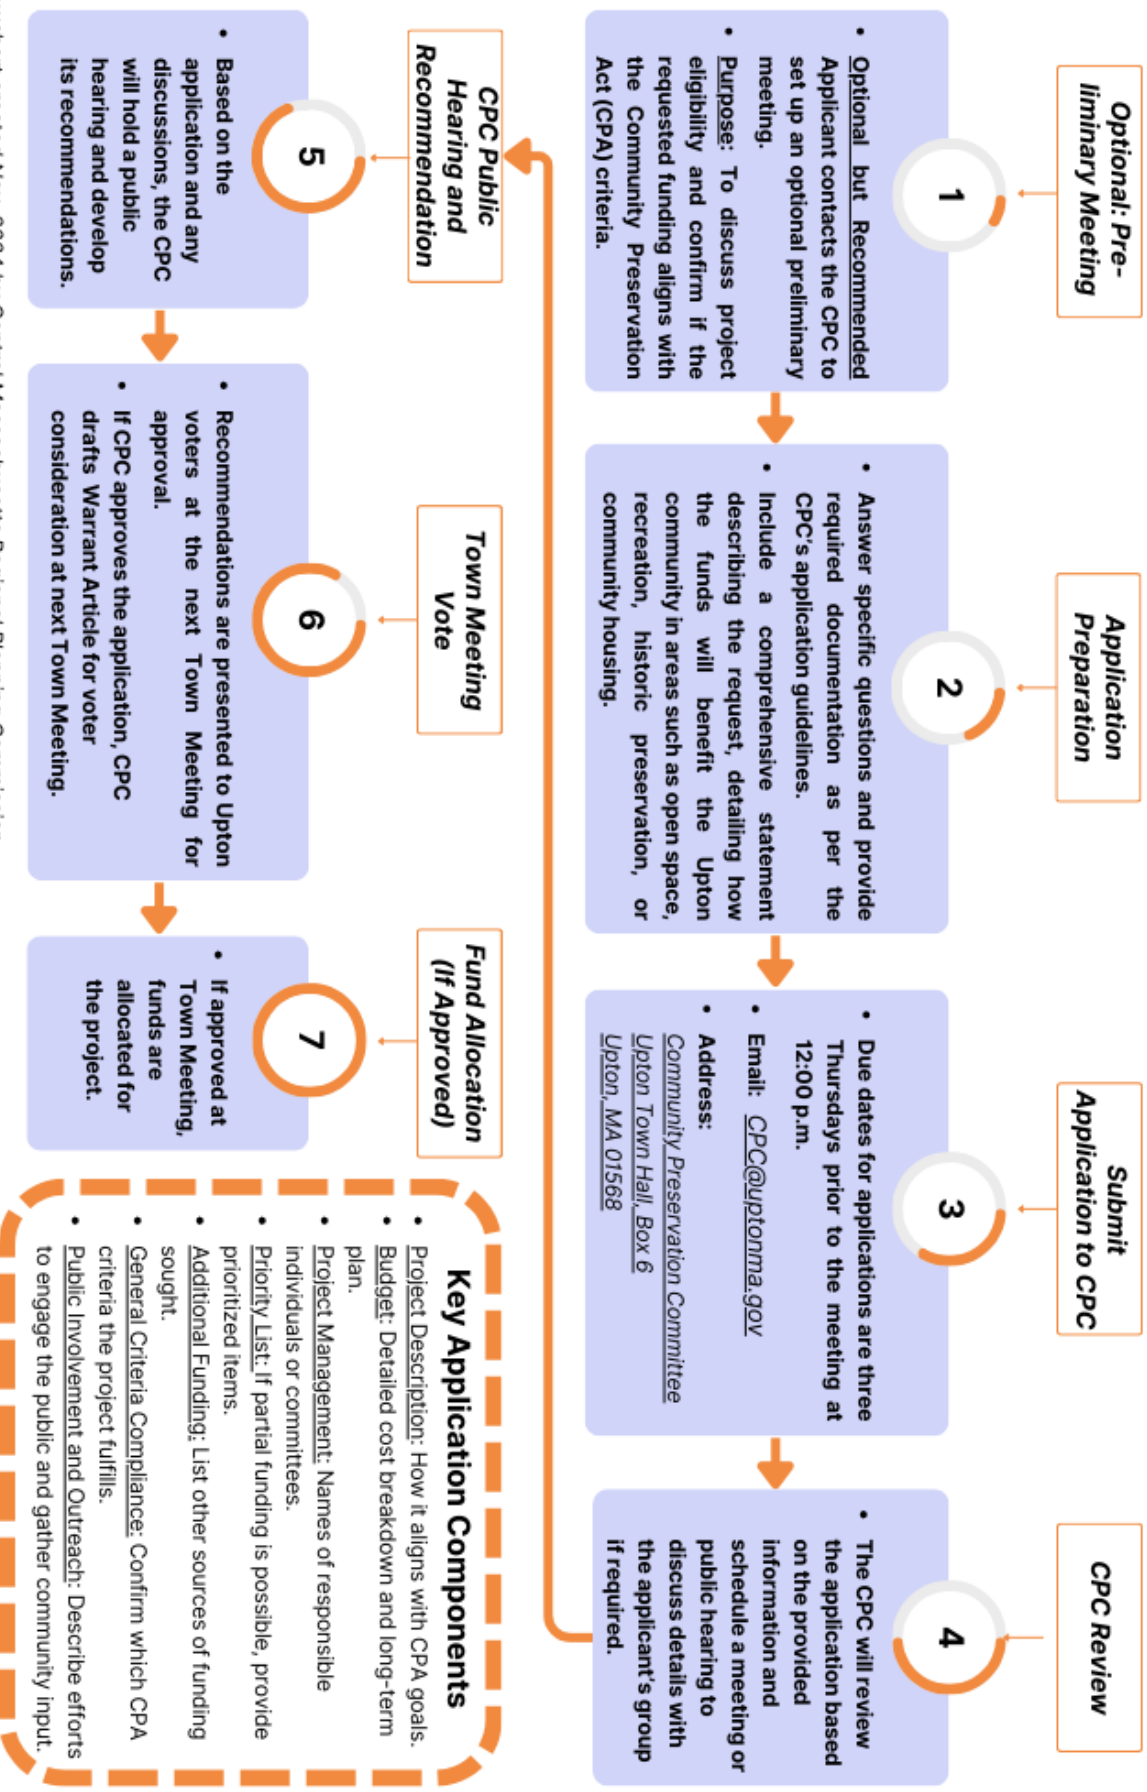 Optional: Pre-
liminary Meeting
1
• Optional but Recommended
Applicant contacts the CPC to
set up an optional preliminary
meeting.
• Purpose: To discuss project
eligibility and confirm if the
requested funding aligns with
the Community Preservation
Act (CPA) criteria.
Application
Preparation
2
• Answer specific questions and provide
required documentation as per the
CPC's application guidelines.
• Include a comprehensive statement
describing the request, detailing how
the funds will benefit the Upton
community in areas such as open space,
recreation, historic preservation, or
community housing.
Submit
Application to CPC
3
• Due dates for applications are three
Thursdays prior to the meeting at
12:00 p.m.
• Email: CPC@uptonma.gov
• Address:
Community Preservation Committee
Upton Town Hall, Box 6
Upton, MA 01568
CPC Review
4
• The CPC will review
the application based
on the provided
information and
schedule a meeting or
public hearing to
discuss details with
the applicant's group
if required.
CPC Public
Hearing and
Recommendation
5
• Based on the
application and any
discussions, the CPC
will hold a public
hearing and develop
its recommendations.
Town Meeting
Vote
6
• Recommendations are presented to Upton
voters at the next Town Meeting for
approval.
• If CPC approves the application, CPC
drafts Warrant Article for voter
consideration at next Town Meeting.
Fund Allocation
(If Approved)
7
• If approved at
Town Meeting,
funds are
allocated for
the project.
Key Application Components
• Project Description: How it aligns with CPA goals.
• Budget: Detailed cost breakdown and long-term
plan.
• Project Management: Names of responsible
individuals or committees.
• Priority List: If partial funding is possible, provide
prioritized items.
• Additional Funding: List other sources of funding
sought.
• General Criteria Compliance: Confirm which CPA
criteria the project fulfills.
• Public Involvement and Outreach: Describe efforts
to engage the public and gather community input.